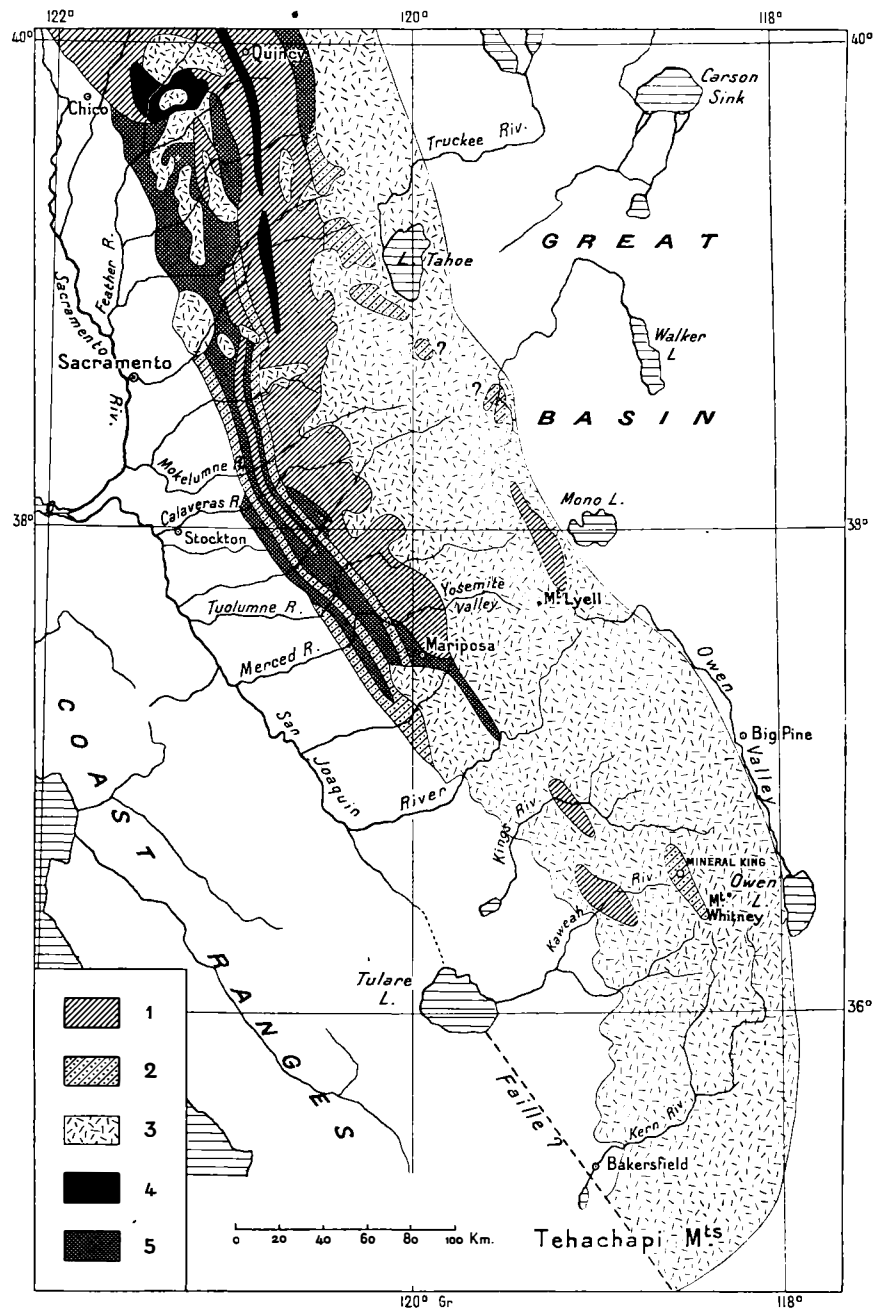 122° 120° 118°
40° 40°
Quincy
Chico
Carson
Sink
Truckee Riv.
Feather R.
GREAT
L. Tahoe
Sacramento
Riv.
Sacramento
?
Walker
L
?
BASIN
Mokelumne R.
Calaveras R.
Mono L.
38° 38°
Stockton
Yosemite
Valley
Mt Lyell
Tuolumne R.
Mariposa
Merced R.
Owen
Valley
COAST
RANGES
San
Joaquin
River
Big Pine
Kings Riv
MINERAL KING
Owen
L
Mt.
Whitney
Kaweah
Riv.
Tulare
L.
36°
1
2
3
4
5
Faille ?
Kern Riv.
Bakersfield
0 20 40 60 80 100 Km.
Tehachapi Mts
120° Gr 118°